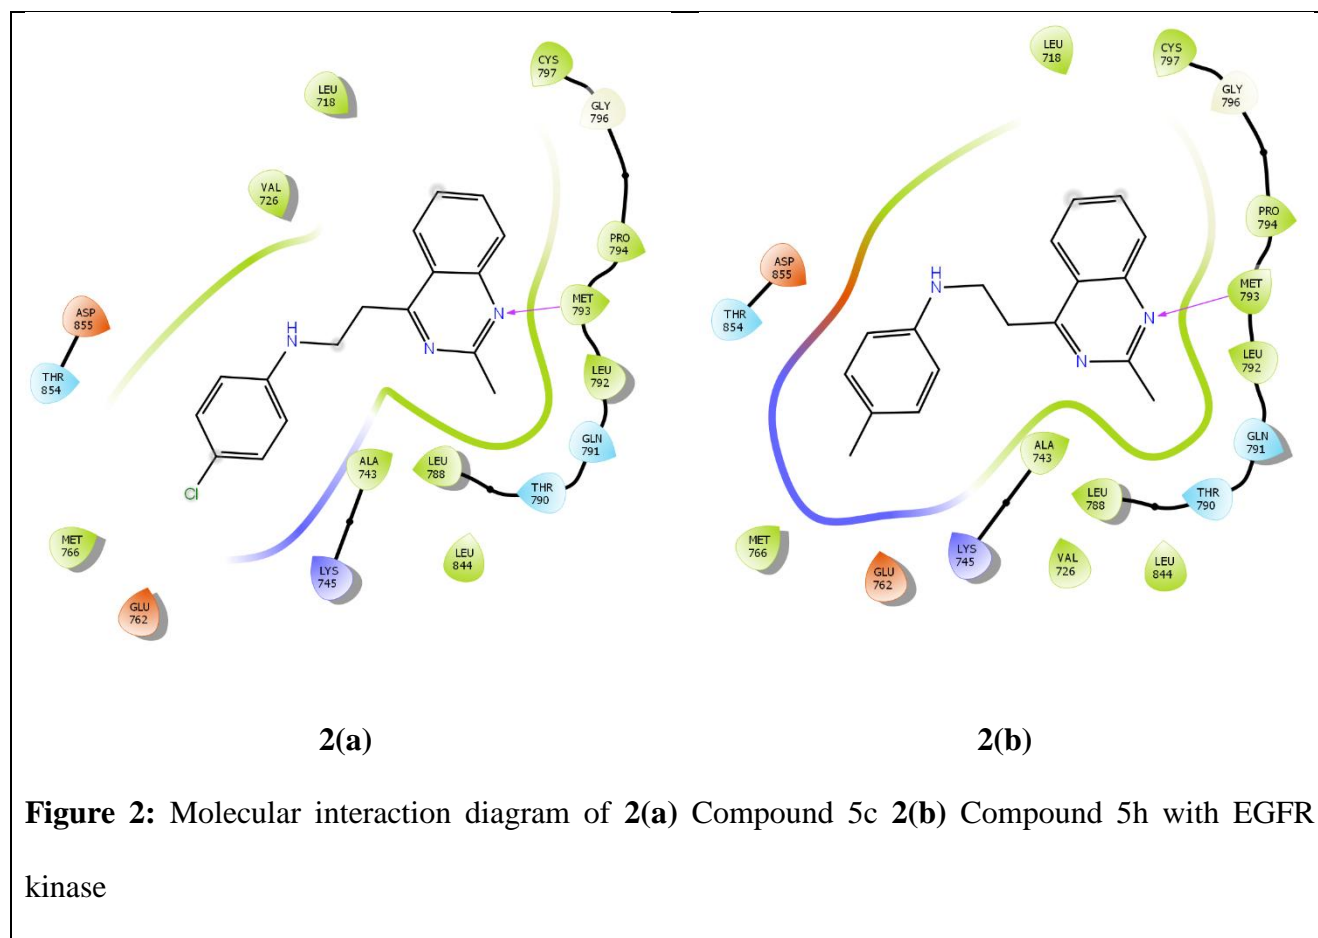 CYS
797
LEU
718
GLY
796
VAL
726
PRO
794
ASP
855
MET
793
H
N
N
THR
854
N
LEU
792
GLN
791
ALA
743
LEU
788
THR
790
Cl
MET
766
LEU
844
LYS
745
GLU
762
LEU
718
CYS
797
GLY
796
PRO
794
ASP
855
H
N
MET
793
THR
854
N
N
LEU
792
GLN
791
ALA
743
LEU
788
THR
790
MET
766
LYS
745
VAL
726
LEU
844
GLU
762
2(a) 2(b)
Figure 2: Molecular interaction diagram of 2(a) Compound 5c 2(b) Compound 5h with EGFR
kinase